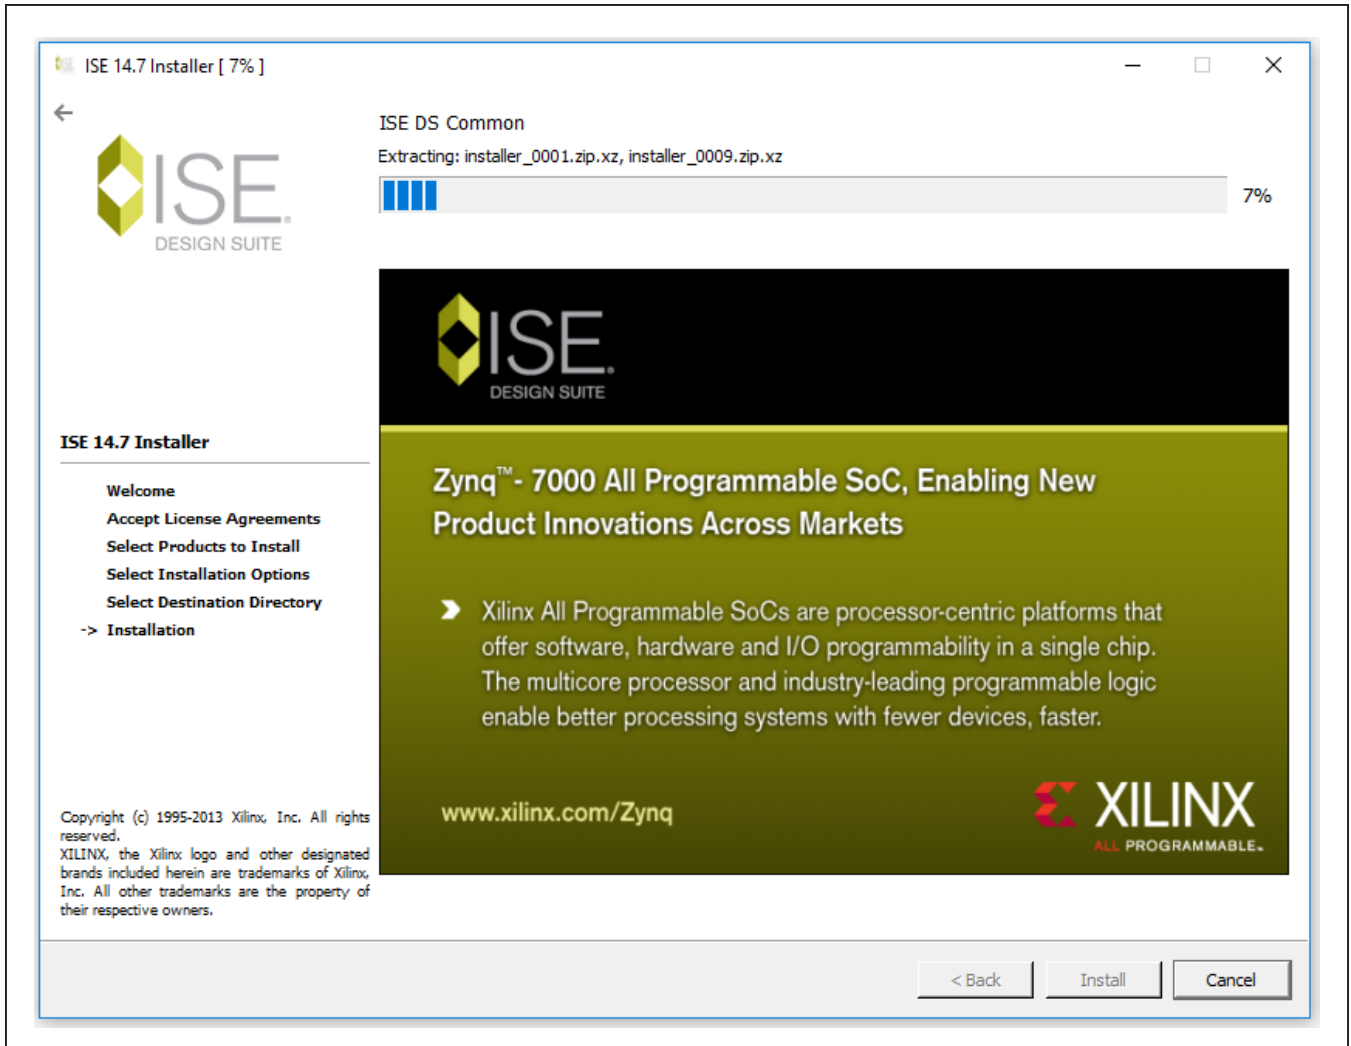 ISE 14.7 Installer [ 7% ]
ISE®
DESIGN SUITE
ISE DS Common
Extracting: installer_0001.zip.xz, installer_0009.zip.xz
7%
ISE®
DESIGN SUITE
Zynq™- 7000 All Programmable SoC, Enabling New
Product Innovations Across Markets
Xilinx All Programmable SoCs are processor-centric platforms that
offer software, hardware and I/O programmability in a single chip.
The multicore processor and industry-leading programmable logic
enable better processing systems with fewer devices, faster.
www.xilinx.com/Zynq
XILINX
ALL PROGRAMMABLE™
ISE 14.7 Installer
Welcome
Accept License Agreements
Select Products to Install
Select Installation Options
Select Destination Directory
-> Installation
Copyright (c) 1995-2013 Xilinx, Inc. All rights
reserved.
XILINX, the Xilinx logo and other designated
brands included herein are trademarks of Xilinx,
Inc. All other trademarks are the property of
their respective owners.
< Back
Install
Cancel